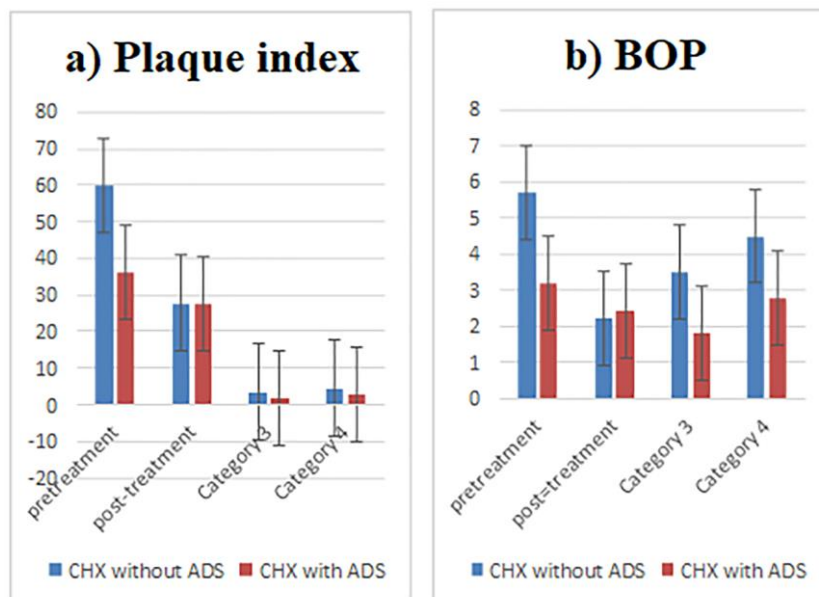 a) Plaque index
80
70
60
50
40
30
20
10
0
-10
-20
pretreatment
post-treatment
Category 3
Category 4
CHX without ADS
CHX with ADS
b) BOP
8
7
6
5
4
3
2
1
0
pretreatment
post=treatment
Category 3
Category 4
CHX without ADS
CHX with ADS